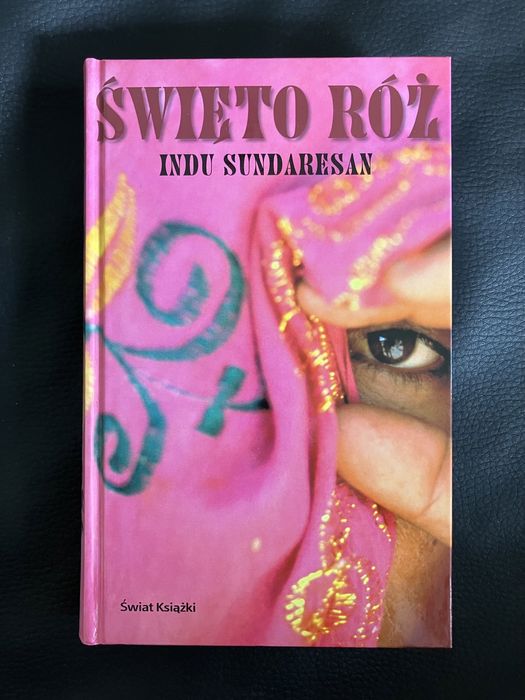 ŚWIĘTO RÓŻ
INDU SUNDARESAN
Świat Książki